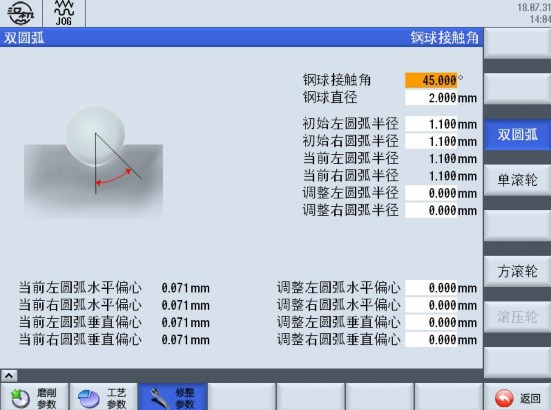 汉机
JOG
18.07.31
14:04
双圆弧
钢球接触角
钢球接触角 45.000 °
钢球直径 2.000 mm
初始左圆弧半径 1.100 mm
初始右圆弧半径 1.100 mm
当前左圆弧半径 1.100 mm
当前右圆弧半径 1.100 mm
调整左圆弧半径 0.000 mm
调整右圆弧半径 0.000 mm
当前左圆弧水平偏心 0.071 mm 调整左圆弧水平偏心 0.000 mm
当前右圆弧水平偏心 0.071 mm 调整右圆弧水平偏心 0.000 mm
当前左圆弧垂直偏心 0.071 mm 调整左圆弧垂直偏心 0.000 mm
当前右圆弧垂直偏心 0.071 mm 调整右圆弧垂直偏心 0.000 mm
双圆弧
单滚轮
方滚轮
滚压轮
磨削
参数
工艺
参数
修整
参数
返回